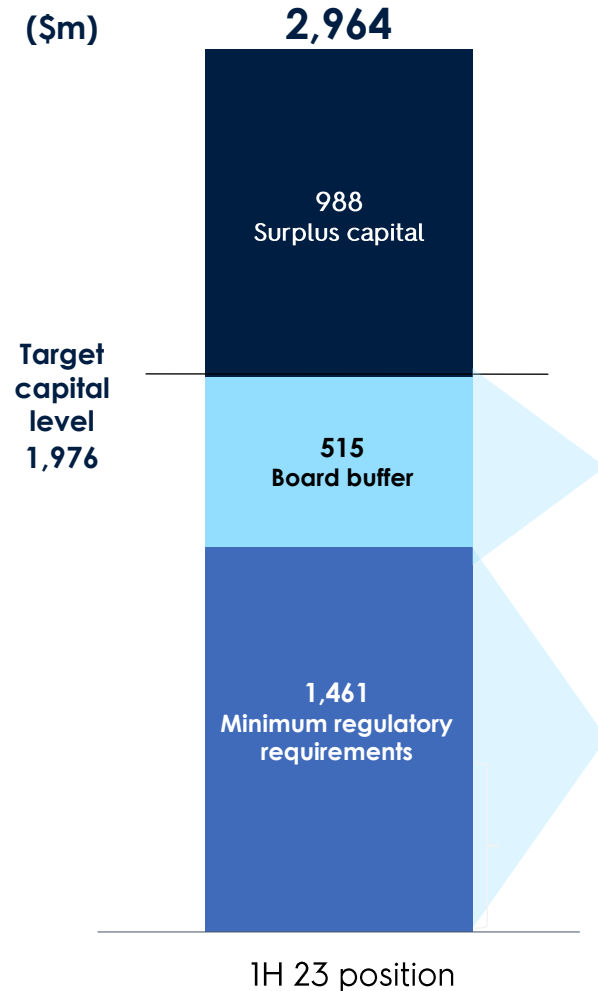 ($m)
2,964
988
Surplus capital
Target
capital
level
1,976
515
Board buffer
1,461
Minimum regulatory
requirements
1H 23 position